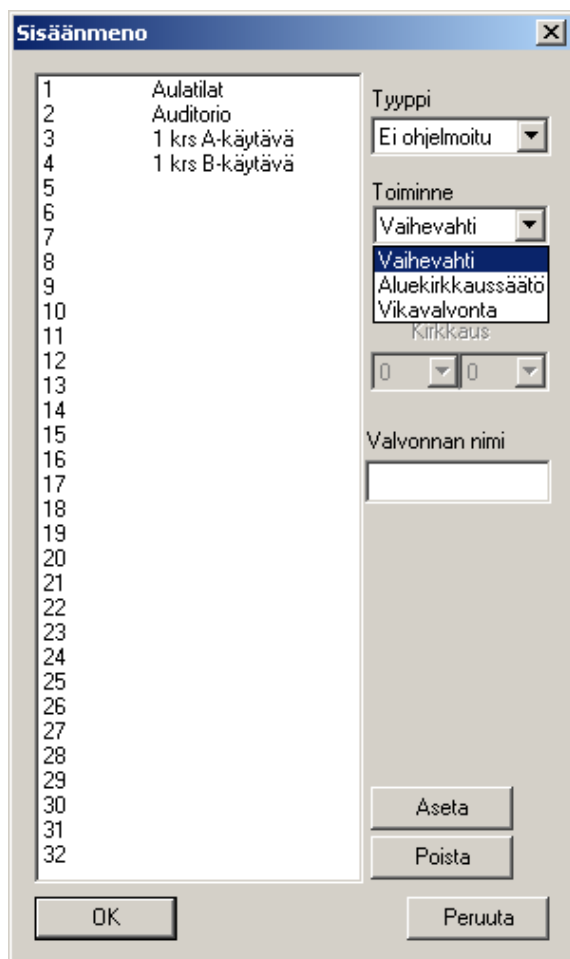 Sisäänmeno
1 Aulatilat
2 Auditorio
3 1 krs A-käytävä
4 1 krs B-käytävä
5
6
7
8
9
10
11
12
13
14
15
16
17
18
19
20
21
22
23
24
25
26
27
28
29
30
31
32
Tyyppi
Ei ohjelmoitu
Toiminne
Vaihevahti
Vaihevahti
Aluekirkkaussäätö
Vikavalvonta
Kirkkaus
0 0
Valvonnan nimi
Aseta
Poista
OK
Peruuta